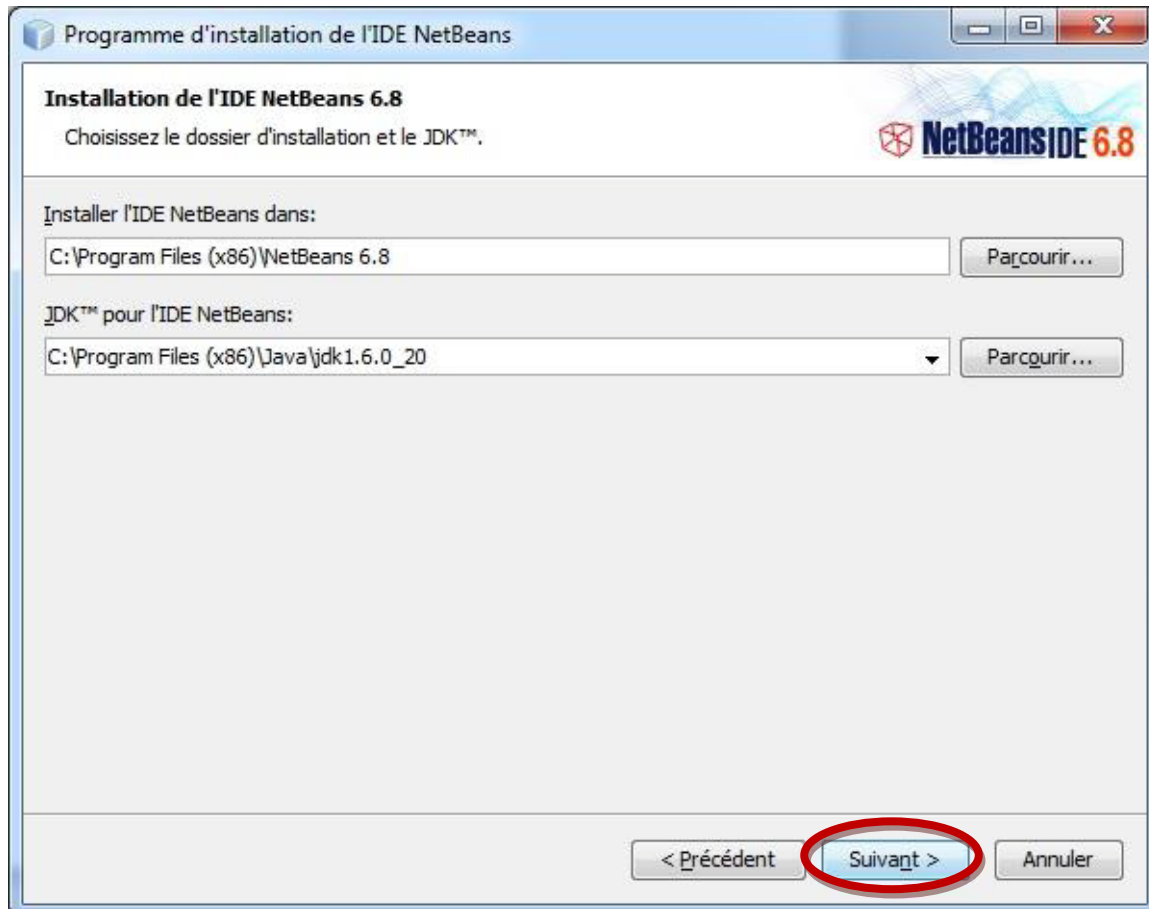 Programme d'installation de l'IDE NetBeans
Installation de l'IDE NetBeans 6.8
Choisissez le dossier d'installation et le JDK™.
NetBeans IDE 6.8
Installer l'IDE NetBeans dans:
C:\Program Files (x86)\NetBeans 6.8
Parcourir...
JDK™ pour l'IDE NetBeans:
C:\Program Files (x86)\Java\jdk1.6.0_20
Parcourir...
< Précédent
Suivant >
Annuler